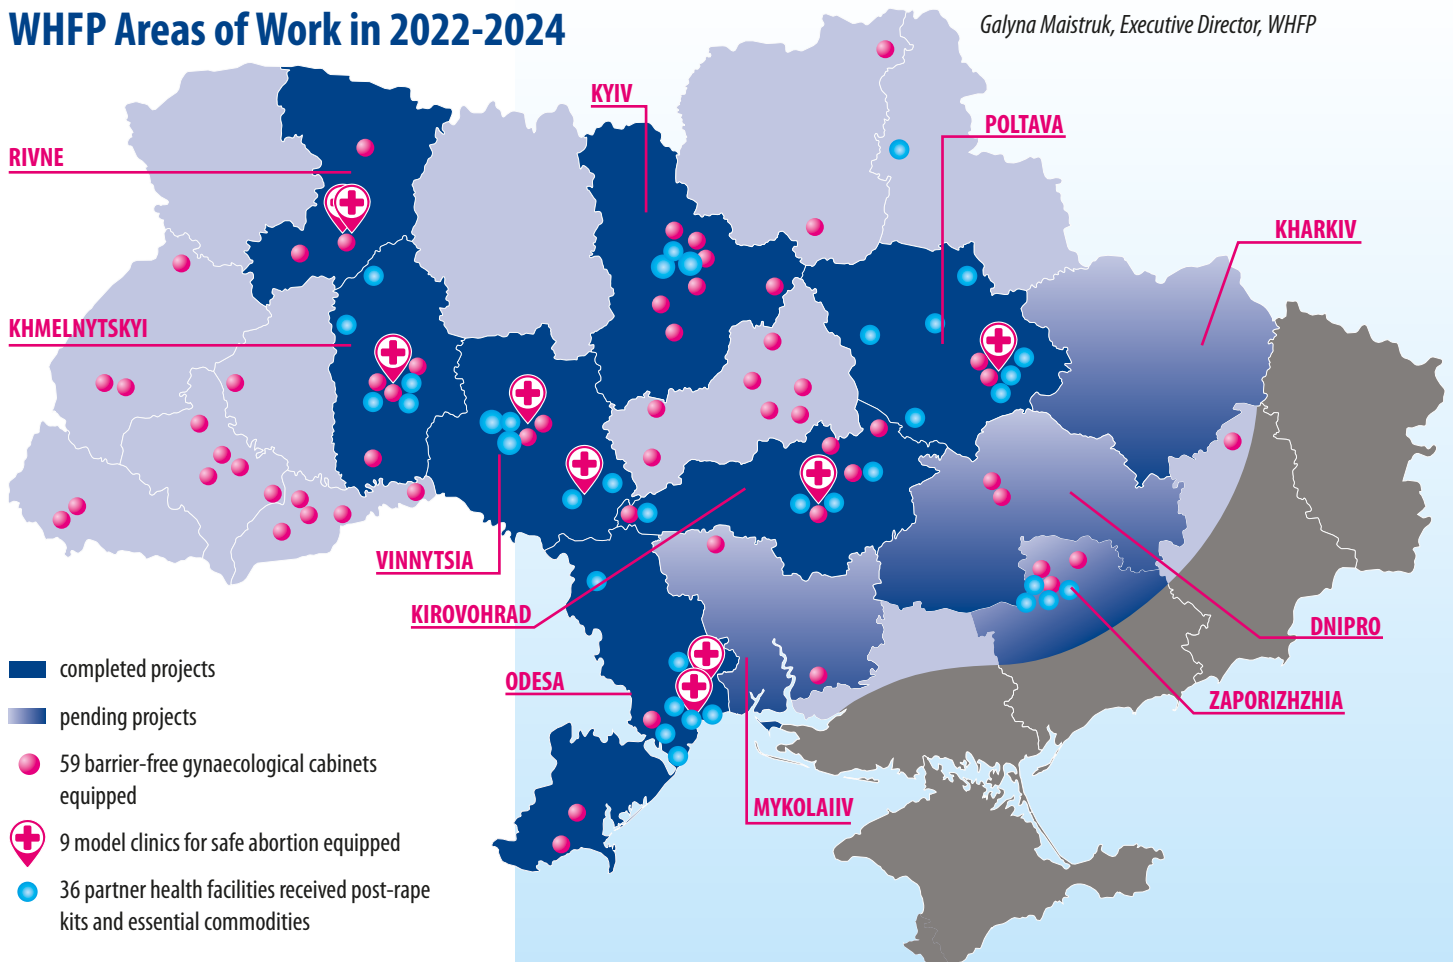 WHFP Areas of Work in 2022-2024
Galyna Maistruk, Executive Director, WHFP
KYIV
POLTAVA
RIVNE
KHARKIV
KHMELNYTSKYI
VINNYTSIA
KIROVOHRAD
DNIPRO
ODESA
ZAPORIZHZHIA
MYKOLAIIV
completed projects
pending projects
59 barrier-free gynaecological cabinets
equipped
9 model clinics for safe abortion equipped
36 partner health facilities received post-rape
kits and essential commodities